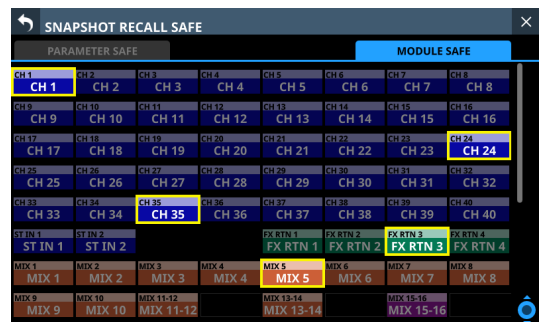 SNAPSHOT RECALL SAFE
PARAMETER SAFE MODULE SAFE
CH 1 CH 2 CH 3 CH 4 CH 5 CH 6 CH 7 CH 8
CH 1 CH 2 CH 3 CH 4 CH 5 CH 6 CH 7 CH 8
CH 9 CH 10 CH 11 CH 12 CH 13 CH 14 CH 15 CH 16
CH 9 CH 10 CH 11 CH 12 CH 13 CH 14 CH 15 CH 16
CH 17 CH 18 CH 19 CH 20 CH 21 CH 22 CH 23 CH 24
CH 17 CH 18 CH 19 CH 20 CH 21 CH 22 CH 23 CH 24
CH 25 CH 26 CH 27 CH 28 CH 29 CH 30 CH 31 CH 32
CH 25 CH 26 CH 27 CH 28 CH 29 CH 30 CH 31 CH 32
CH 33 CH 34 CH 35 CH 36 CH 37 CH 38 CH 39 CH 40
CH 33 CH 34 CH 35 CH 36 CH 37 CH 38 CH 39 CH 40
ST IN 1 ST IN 2 FX RTN 1 FX RTN 2 FX RTN 3 FX RTN 4
ST IN 1 ST IN 2 FX RTN 1 FX RTN 2 FX RTN 3 FX RTN 4
MIX 1 MIX 2 MIX 3 MIX 4 MIX 5 MIX 6 MIX 7 MIX 8
MIX 1 MIX 2 MIX 3 MIX 4 MIX 5 MIX 6 MIX 7 MIX 8
MIX 9 MIX 10 MIX 11-12 MIX 13-14 MIX 15-16
MIX 9 MIX 10 MIX 11-12 MIX 13-14 MIX 15-16